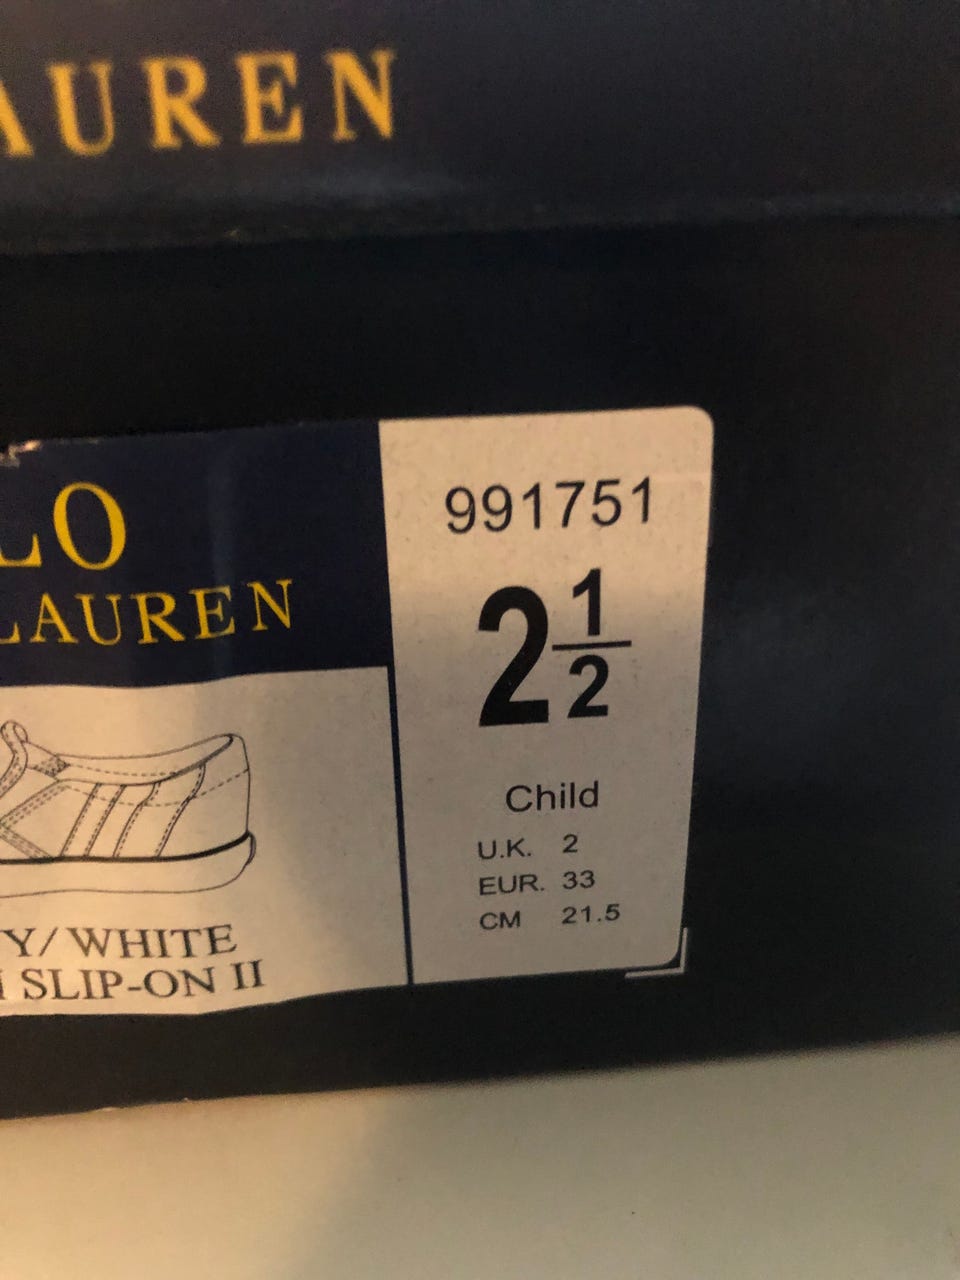 AUREN
991751
LO
LAUREN
2 1/2
Child
U.K. 2
EUR. 33
CM 21.5
Y/WHITE
SLIP-ON II